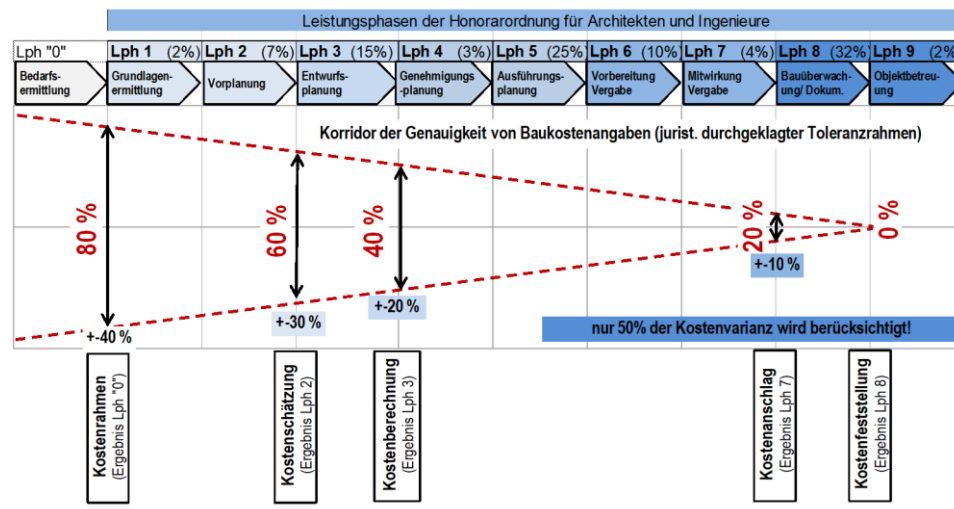 Leistungsphasen der Honorarordnung für Architekten und Ingenieure
Lph "0"
Lph 1 (2%)
Lph 2 (7%)
Lph 3 (15%)
Lph 4 (3%)
Lph 5 (25%)
Lph 6 (10%)
Lph 7 (4%)
Lph 8 (32%)
Lph 9 (2%
Bedarfs-
ermittlung
Grundlagen-
ermittlung
Vorplanung
Entwurfs-
planung
Genehmigungs
-planung
Ausführungs-
planung
Vorbereitung
Vergabe
Mitwirkung
Vergabe
Bauüberwach-
ung/ Dokum.
Objektbetreu-
ung
Korridor der Genauigkeit von Baukostenangaben (jurist. durchgeklagter Toleranzrahmen)
80 %
60 %
40 %
20 %
0 %
+-40 %
+-30 %
+-20 %
+-10 %
nur 50% der Kostenvarianz wird berücksichtigt!
Kostenrahmen
(Ergebnis Lph "0")
Kostenschätzung
(Ergebnis Lph 2)
Kostenberechnung
(Ergebnis Lph 3)
Kostenanschlag
(Ergebnis Lph 7)
Kostenfeststellung
(Ergebnis Lph 8)